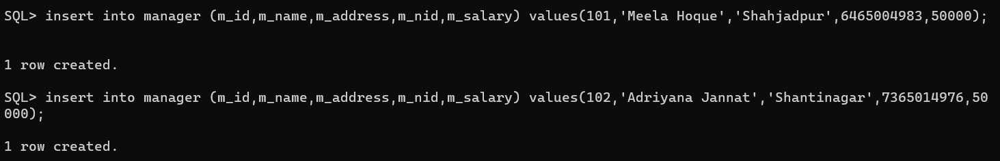 SQL> insert into manager (m_id,m_name,m_address,m_nid,m_salary) values(101,'Meela Hoque','Shahjadpur',6465004983,50000);
1 row created.
SQL> insert into manager (m_id,m_name,m_address,m_nid,m_salary) values(102,'Adriyana Jannat','Shantinagar',7365014976,50
000);
1 row created.